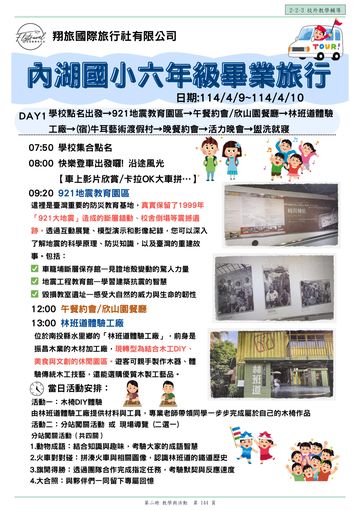 2-2-3 校外教學輔導
翔旅國際旅行社有限公司
TOUR!
內湖國小六年級畢業旅行
日期:114/4/9~114/4/10
DAY1學校點名出發→921地震教育園區→午餐約會/欣山園餐廳→林班道體驗
工廠→(宿)牛耳藝術渡假村→晚餐約會→活力晚會→盥洗就寢
07:50 學校集合點名
08:00 快樂登車出發囉! 沿途風光
【車上影片欣賞/卡拉OK大車拼…】
09:20 921地震教育園區
這裡是臺灣重要的防災教育基地，真實保留了1999年
「921大地震」造成的斷層錯動、校舍倒塌等震撼遺
跡。透過互動展覽、模型演示和影像紀錄，您可以深入
了解地震的科學原理、防災知識，以及臺灣的重建故
事。包括：
車籠埔斷層保存館—見證地殼變動的驚人力量
地震工程教育館—學習建築抗震的智慧
毀損教室遺址—感受大自然的威力與生命的韌性
12:00 午餐約會/欣山園餐廳
13:00 林班道體驗工廠
位於南投縣水里鄉的「林班道體驗工廠」，前身是
振昌木業的木材加工廠，現轉型為結合木工DIY、
美食與文創的休閒園區。遊客可親手製作木器、體
驗傳統木工技藝，還能選購優質木製工藝品。
當日活動安排：
活動一：木椅DIY體驗
由林班道體驗工廠提供材料與工具，專業老師帶領同學一步步完成屬於自己的木椅作品
活動二：分站闖關活動 或 現場導覽 (二選一)
分站闖關活動（共四關）
1.動物成語：結合知識與趣味，考驗大家的成語智慧
2.火車對對碰：拼湊火車與相關圖像，認識林班道的鐵道歷史
3.旗開得勝：透過團隊合作完成指定任務，考驗默契與反應速度
4.大合照：與夥伴們一同留下專屬回憶
林班道
第二冊 教學與活動 第 144 頁